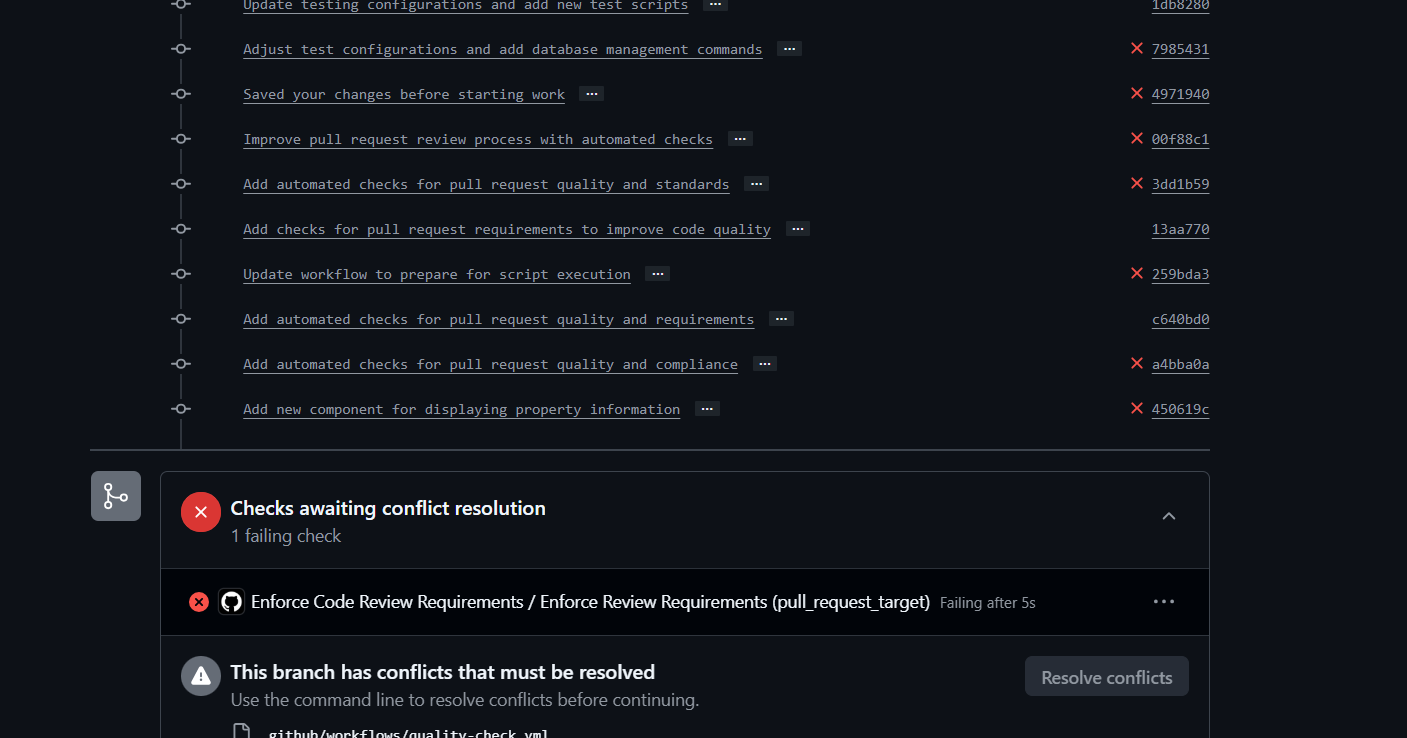 Update testing configurations and add new test scripts ... 1db8280
Adjust test configurations and add database management commands ... 7985431
Saved your changes before starting work ... 4971940
Improve pull request review process with automated checks ... 00f88c1
Add automated checks for pull request quality and standards ... 3dd1b59
Add checks for pull request requirements to improve code quality ... 13aa770
Update workflow to prepare for script execution ... 259bda3
Add automated checks for pull request quality and requirements ... c640bd0
Add automated checks for pull request quality and compliance ... a4bba0a
Add new component for displaying property information ... 450619c
Checks awaiting conflict resolution
1 failing check
Enforce Code Review Requirements / Enforce Review Requirements (pull_request_target) Failing after 5s ...
This branch has conflicts that must be resolved
Resolve conflicts
Use the command line to resolve conflicts before continuing.
.github/workflows/quality-check.yml